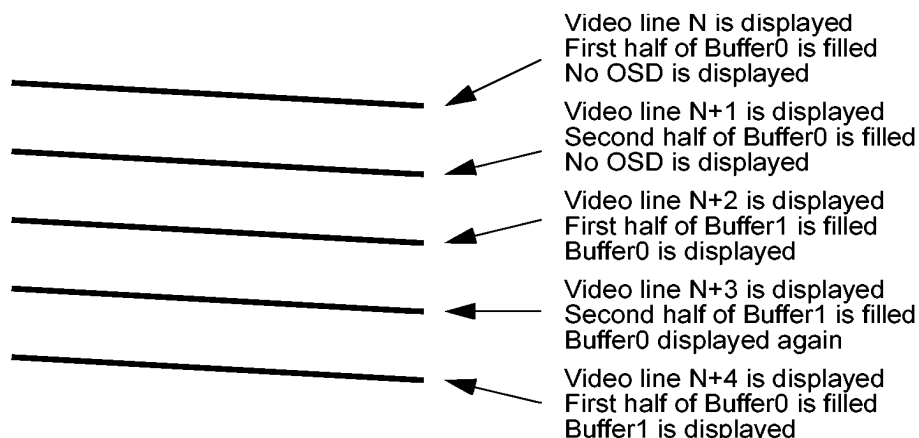 Video line N is displayed
First half of Buffer0 is filled
No OSD is displayed
Video line N+1 is displayed
Second half of Buffer0 is filled
No OSD is displayed
Video line N+2 is displayed
First half of Buffer1 is filled
Buffer0 is displayed
Video line N+3 is displayed
Second half of Buffer1 is filled
Buffer0 displayed again
Video line N+4 is displayed
First half of Buffer0 is filled
Buffer1 is displayed